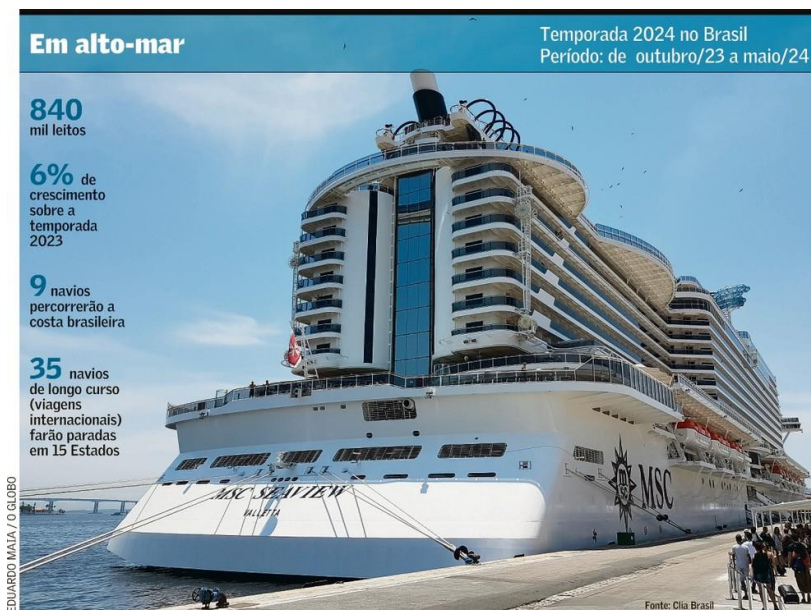 Em alto-mar
Temporada 2024 no Brasil
Período: de outubro/23 a maio/24
840
mil leitos
6% de
crescimento
sobre a
temporada
2023
9 navios
percorrerão a
costa brasileira
35 navios
de longo curso
(viagens
internacionais)
farão paradas
em 15 Estados
MSC SEAVIEW
VALLETTA
MSC
EDUARDO MAIA / O GLOBO
Fonte: Clia Brasil